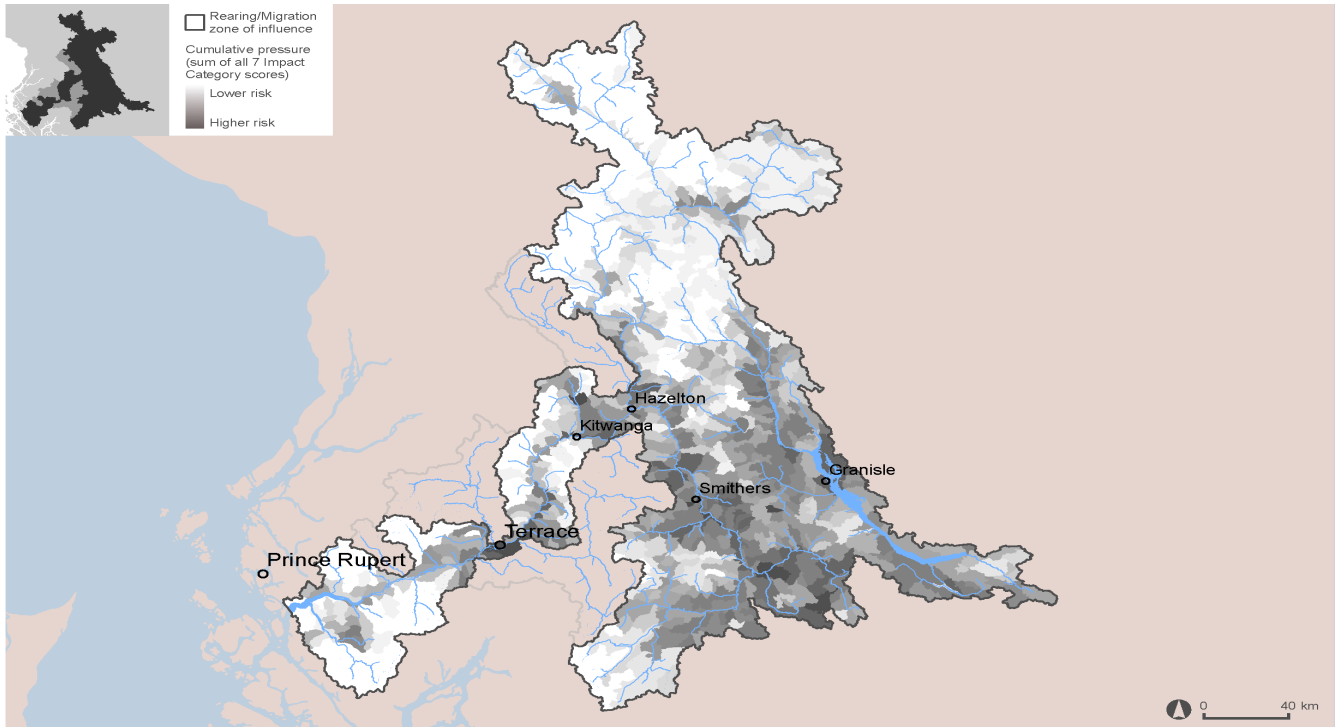 Rearing/Migration
zone of influence
Cumulative pressure
(sum of all 7 Impact
Category scores)
Lower risk
Higher risk
Hazelton
Kitwanga
Granisle
Smithers
Terrace
Prince Rupert
0 40 km